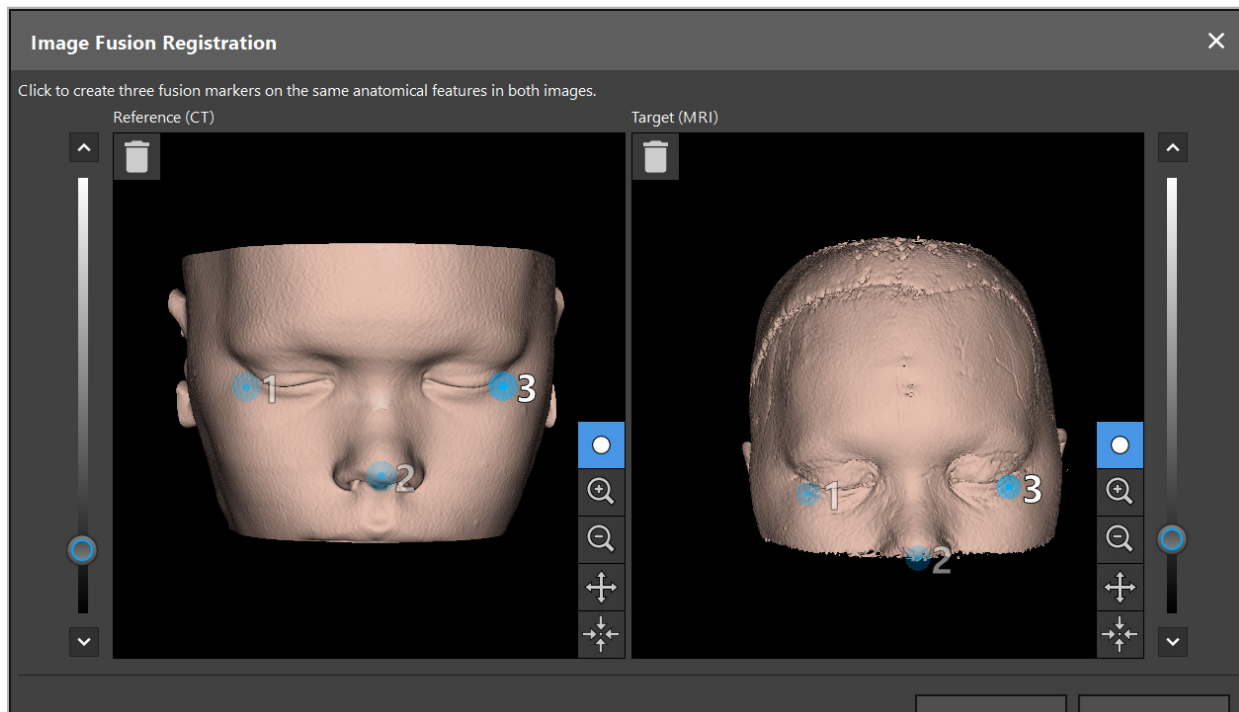 Image Fusion Registration
Click to create three fusion markers on the same anatomical features in both images.
Reference (CT)
Target (MRI)
1
3
2
1
3
2